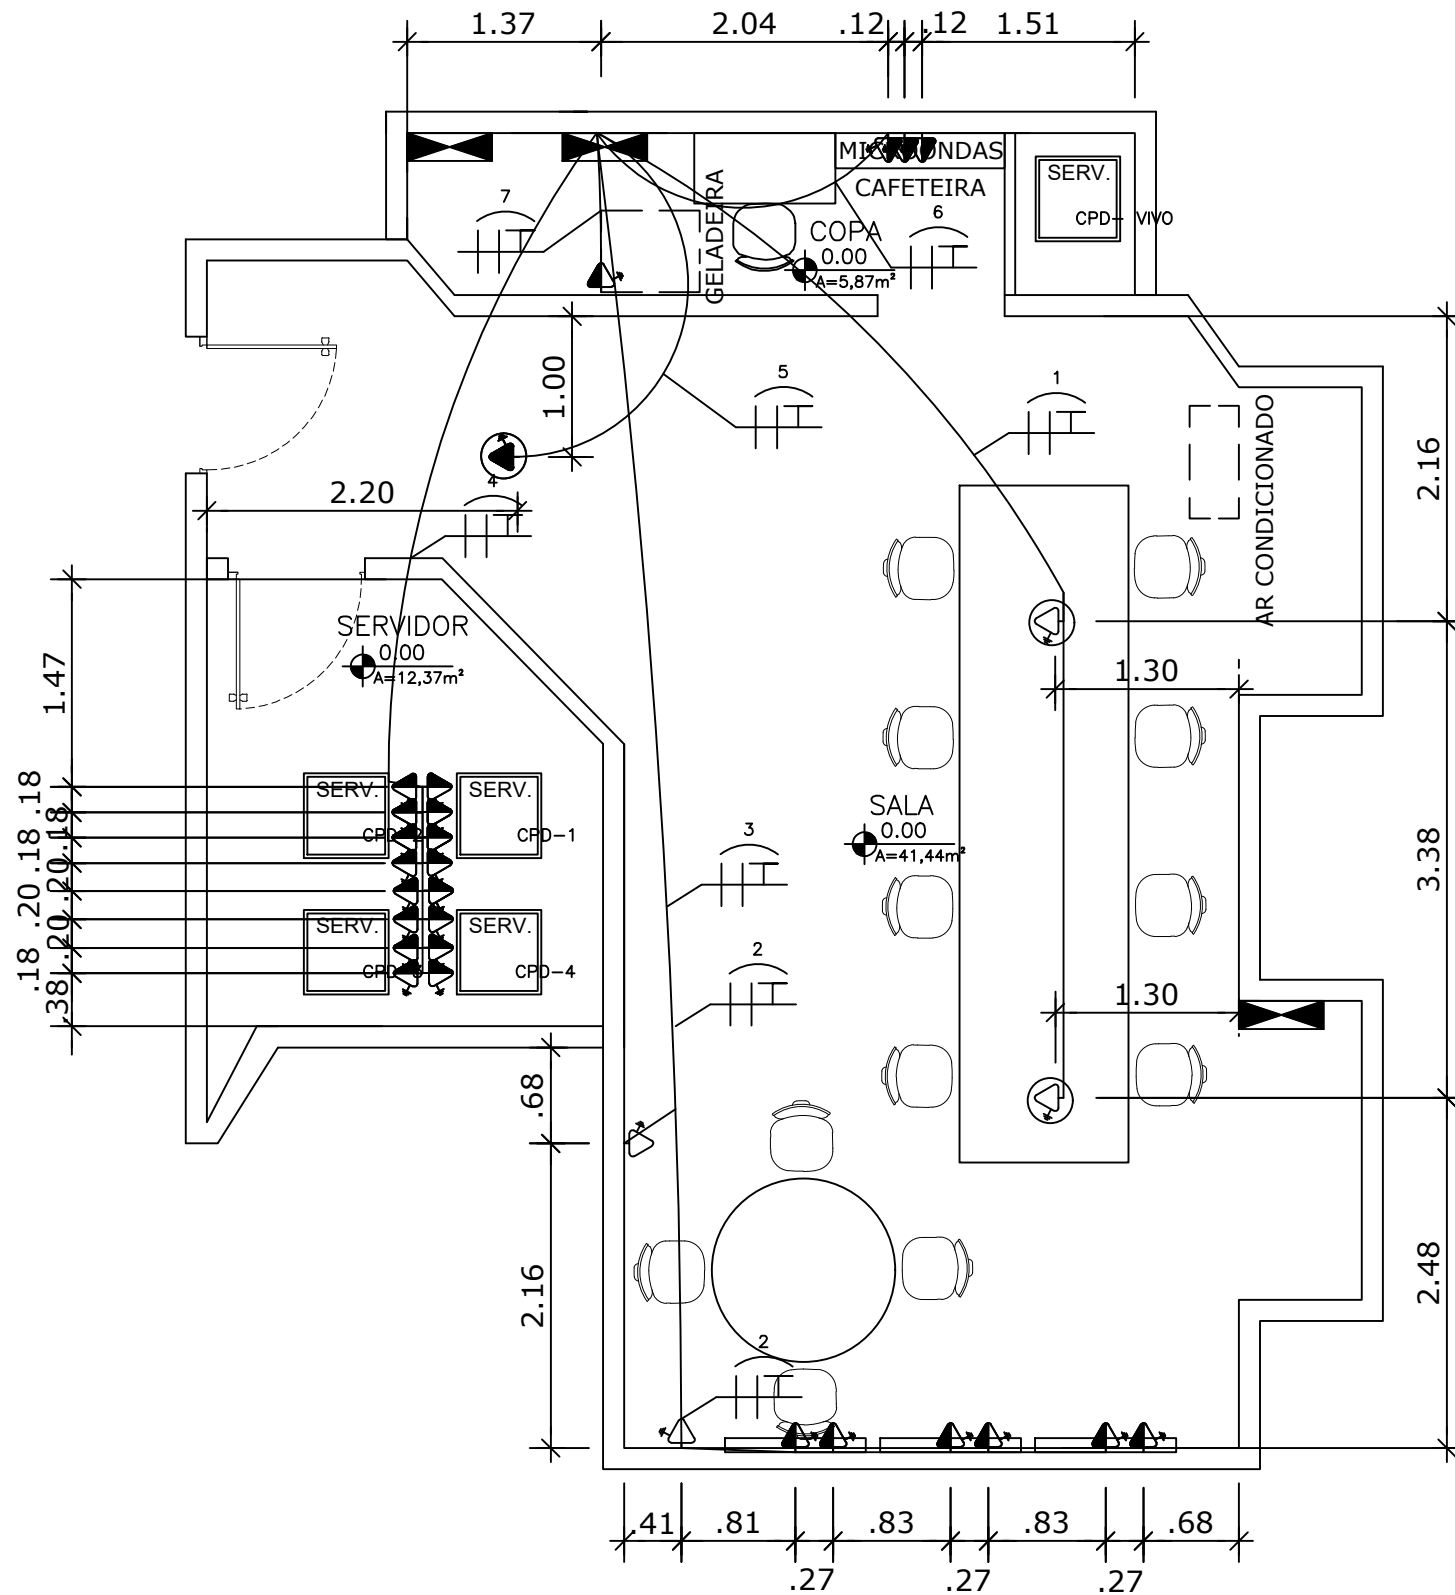 1.37
2.04
.12
.12
1.51
SERV.
CPD- VIVO
CAFETEIRA
7
GELADEIRA
COPA
0.00
A=5,87m²
6
1.00
5
1
AR CONDICIONADO
2.16
4
2.20
SERVIDOR
0.00
A=12,37m²
1.47
1.30
.18
.18
.18
.20
.20
.20
.18
.38
SERV.
SERV.
CPD-1
SALA
0.00
A=41,44m²
3
3.38
SERV.
SERV.
CPD-4
2
1.30
.68
2.16
2.48
2
.41
.81
.83
.83
.68
.27
.27
.27